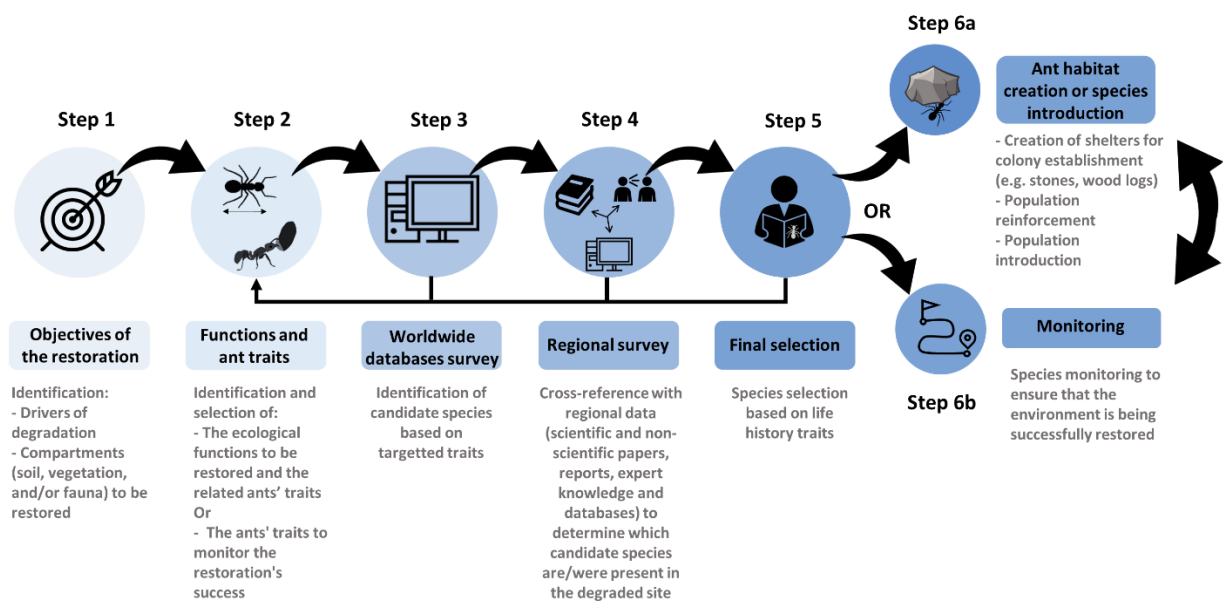 Step 1
Step 2
Step 3
Step 4
Step 5
OR
Step 6a
Step 6b
Objectives of
the restoration
Identification:
- Drivers of
degradation
- Compartments
(soil, vegetation,
and/or fauna) to be
restored
Functions and
ant traits
Identification and
selection of:
- The ecological
functions to be
restored and the
related ants’ traits
Or
- The ants' traits to
monitor the
restoration's
success
Worldwide
databases survey
Identification of
candidate species
based on
targetted traits
Regional survey
Cross-reference with
regional data
(scientific and non-
scientific papers,
reports, expert
knowledge and
databases) to
determine which
candidate species
are/were present in
the degraded site
Final selection
Species selection
based on life
history traits
Ant habitat
creation or species
introduction
- Creation of shelters for
colony establishment
(e.g. stones, wood logs)
- Population
reinforcement
- Population
introduction
Monitoring
Species monitoring to
ensure that the
environment is being
successfully restored